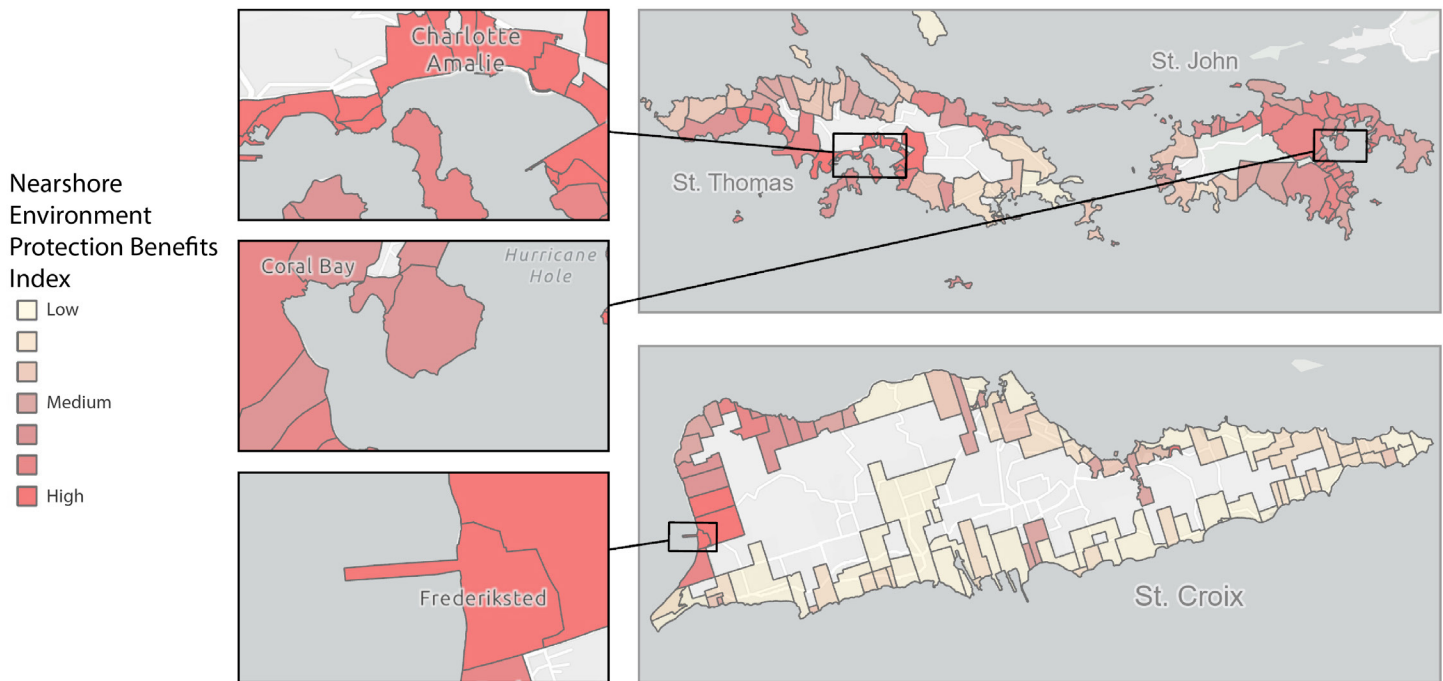 Nearshore
Environment
Protection Benefits
Index
Low
Medium
High
Charlotte
Amalie
Coral Bay
Hurricane
Hole
Frederiksted
St. John
St. Thomas
St. Croix